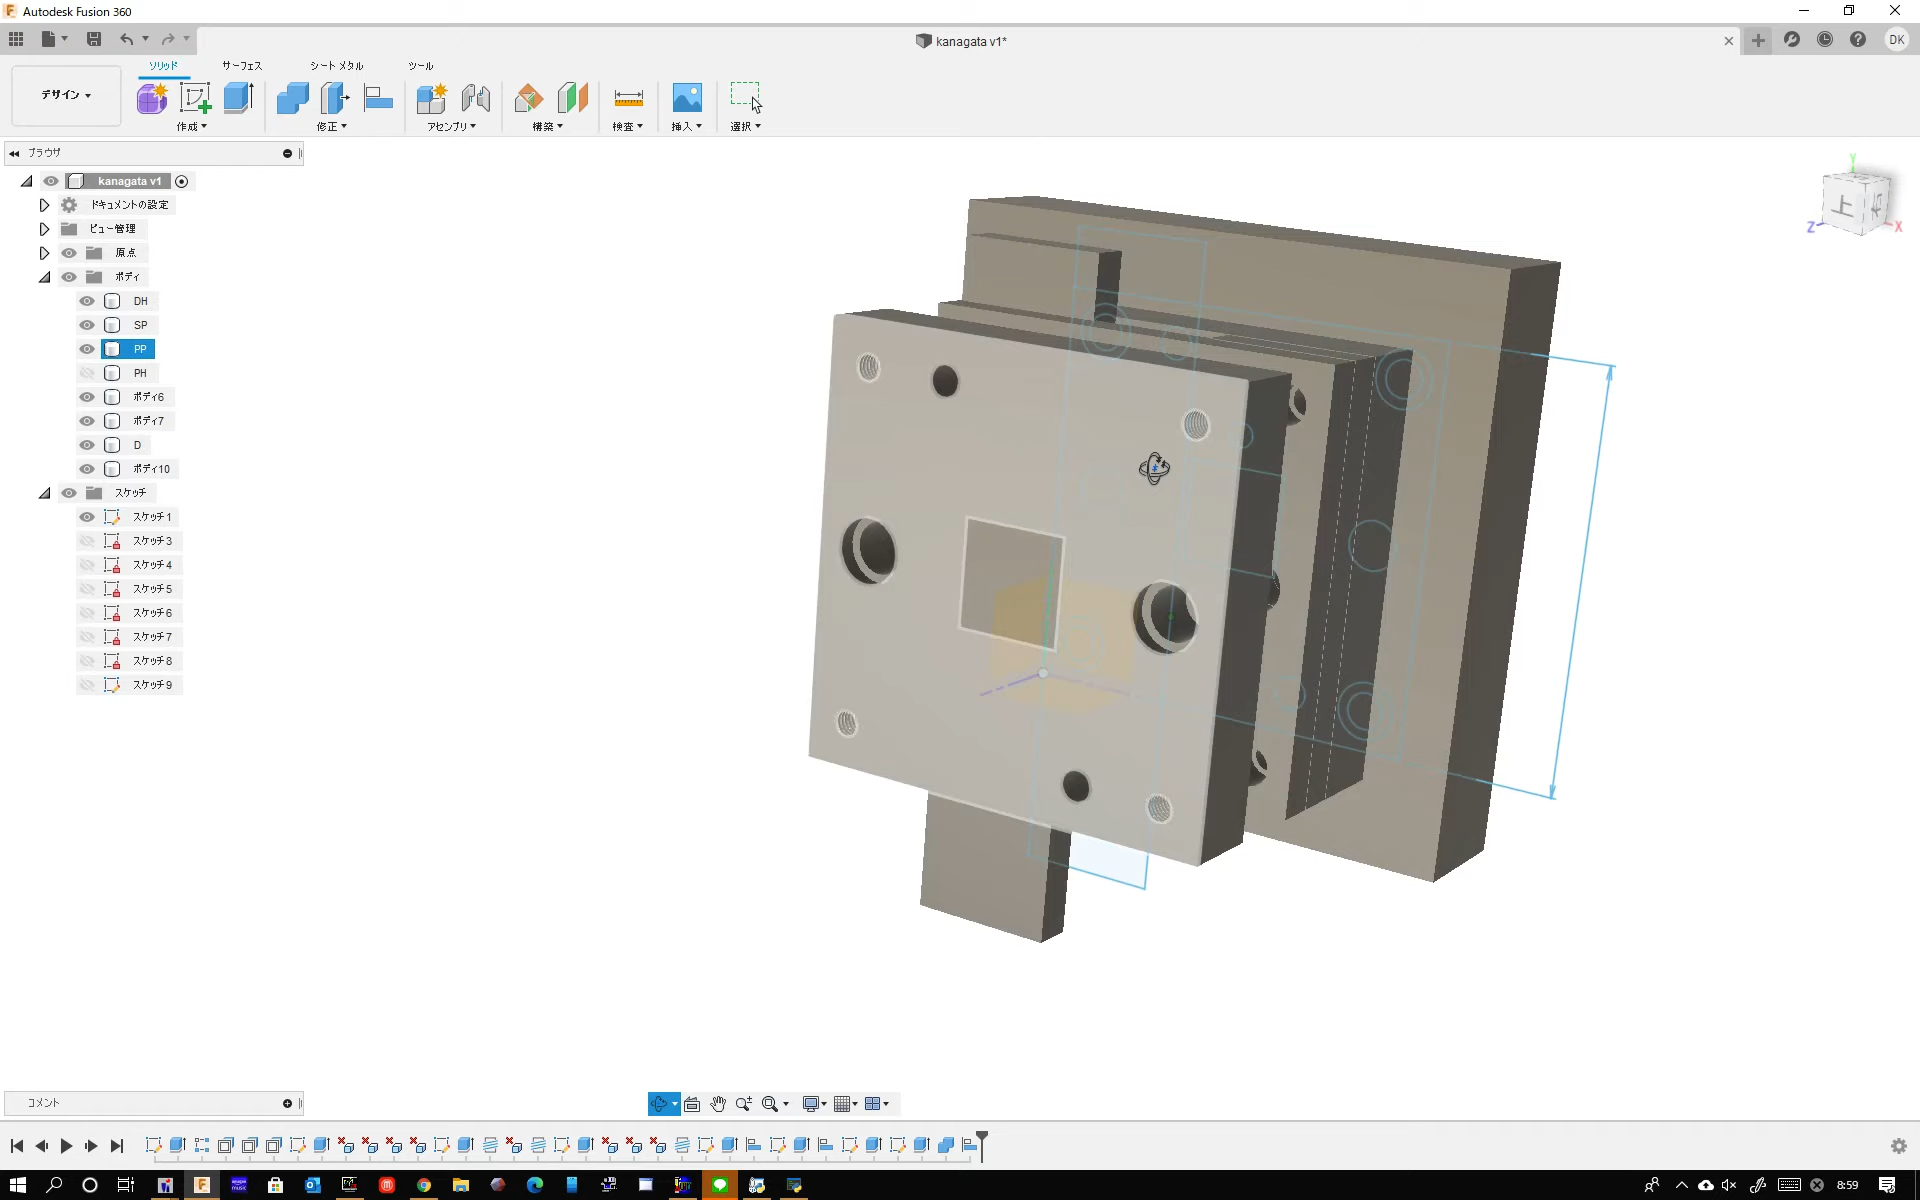 Autodesk Fusion 360
kanagata v1*
DK
デザイン
ソリッド
サーフェス
シート メタル
ツール
作成
修正
アセンブリ
構築
検査
挿入
選択
ブラウザ
kanagata v1
ドキュメントの設定
ビュー管理
原点
ボディ
DH
SP
PP
PH
ボディ6
ボディ7
D
ボディ10
スケッチ
スケッチ1
スケッチ3
スケッチ4
スケッチ5
スケッチ6
スケッチ7
スケッチ8
スケッチ9
Y
上
右
Z
X
コメント
8:59